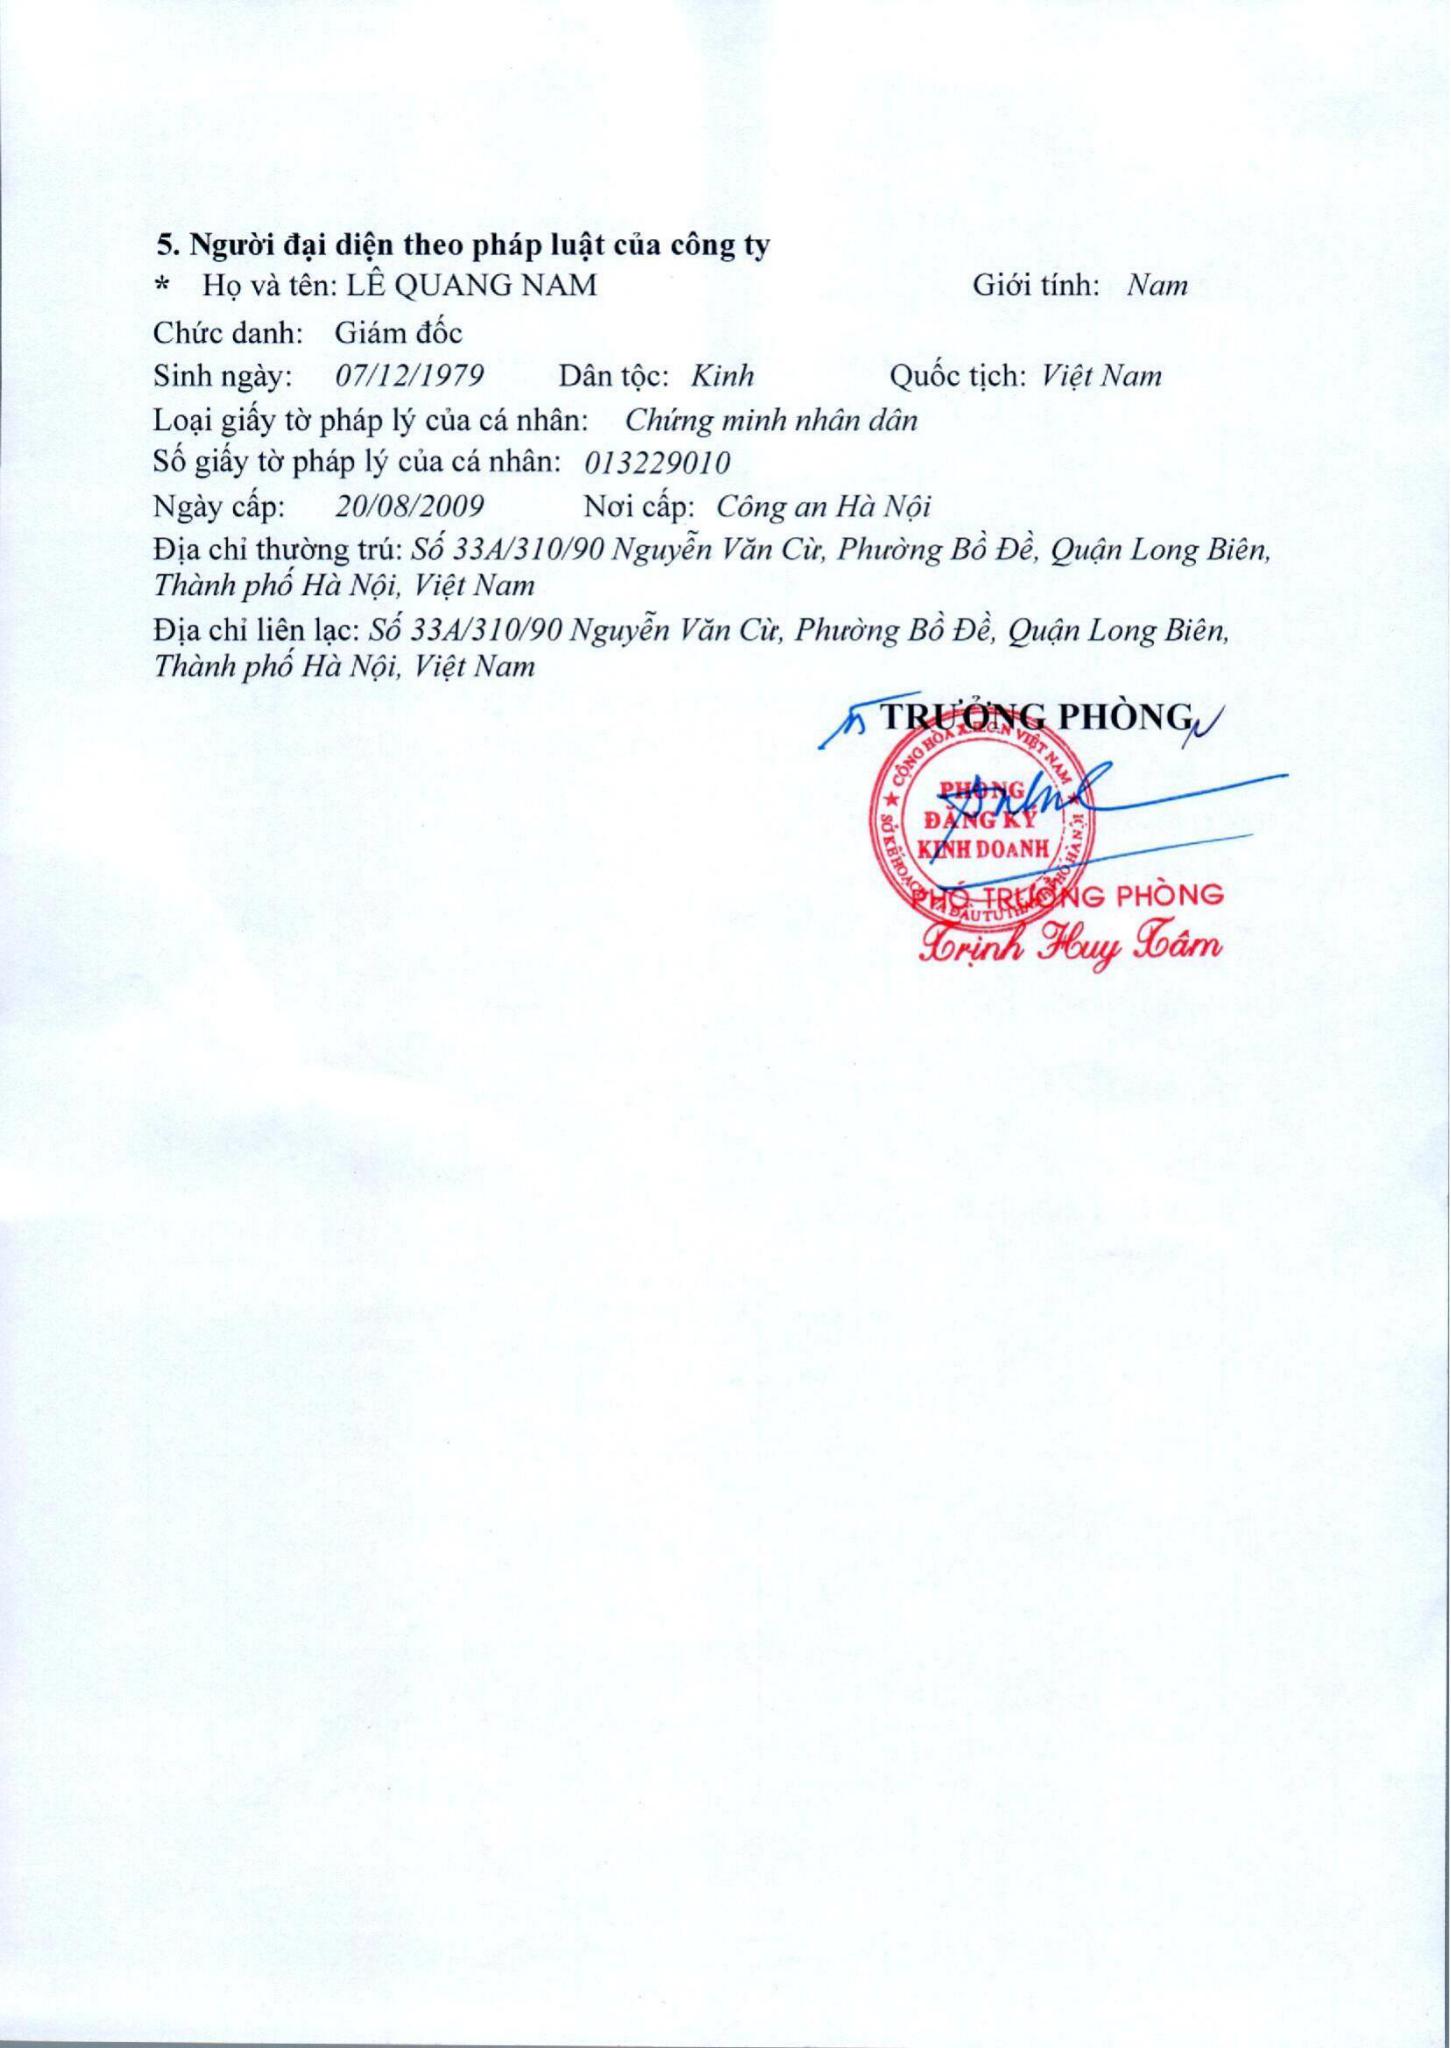 5. Người đại diện theo pháp luật của công ty
* Họ và tên: LÊ QUANG NAM Giới tính: Nam
Chức danh: Giám đốc
Sinh ngày: 07/12/1979 Dân tộc: Kinh Quốc tịch: Việt Nam
Loại giấy tờ pháp lý của cá nhân: Chứng minh nhân dân
Số giấy tờ pháp lý của cá nhân: 013229010
Ngày cấp: 20/08/2009 Nơi cấp: Công an Hà Nội
Địa chỉ thường trú: Số 33A/310/90 Nguyễn Văn Cừ, Phường Bồ Đề, Quận Long Biên,
Thành phố Hà Nội, Việt Nam
Địa chỉ liên lạc: Số 33A/310/90 Nguyễn Văn Cừ, Phường Bồ Đề, Quận Long Biên,
Thành phố Hà Nội, Việt Nam
TRƯỞNG PHÒNG
CỘNG HÒA X.H.C.N VIỆT NAM
PHÒNG
ĐĂNG KÝ
KINH DOANH
SỞ KẾ HOẠCH VÀ ĐẦU TƯ THÀNH PHỐ HÀ NỘI
PHÓ TRƯỞNG PHÒNG
Trịnh Huy Tâm